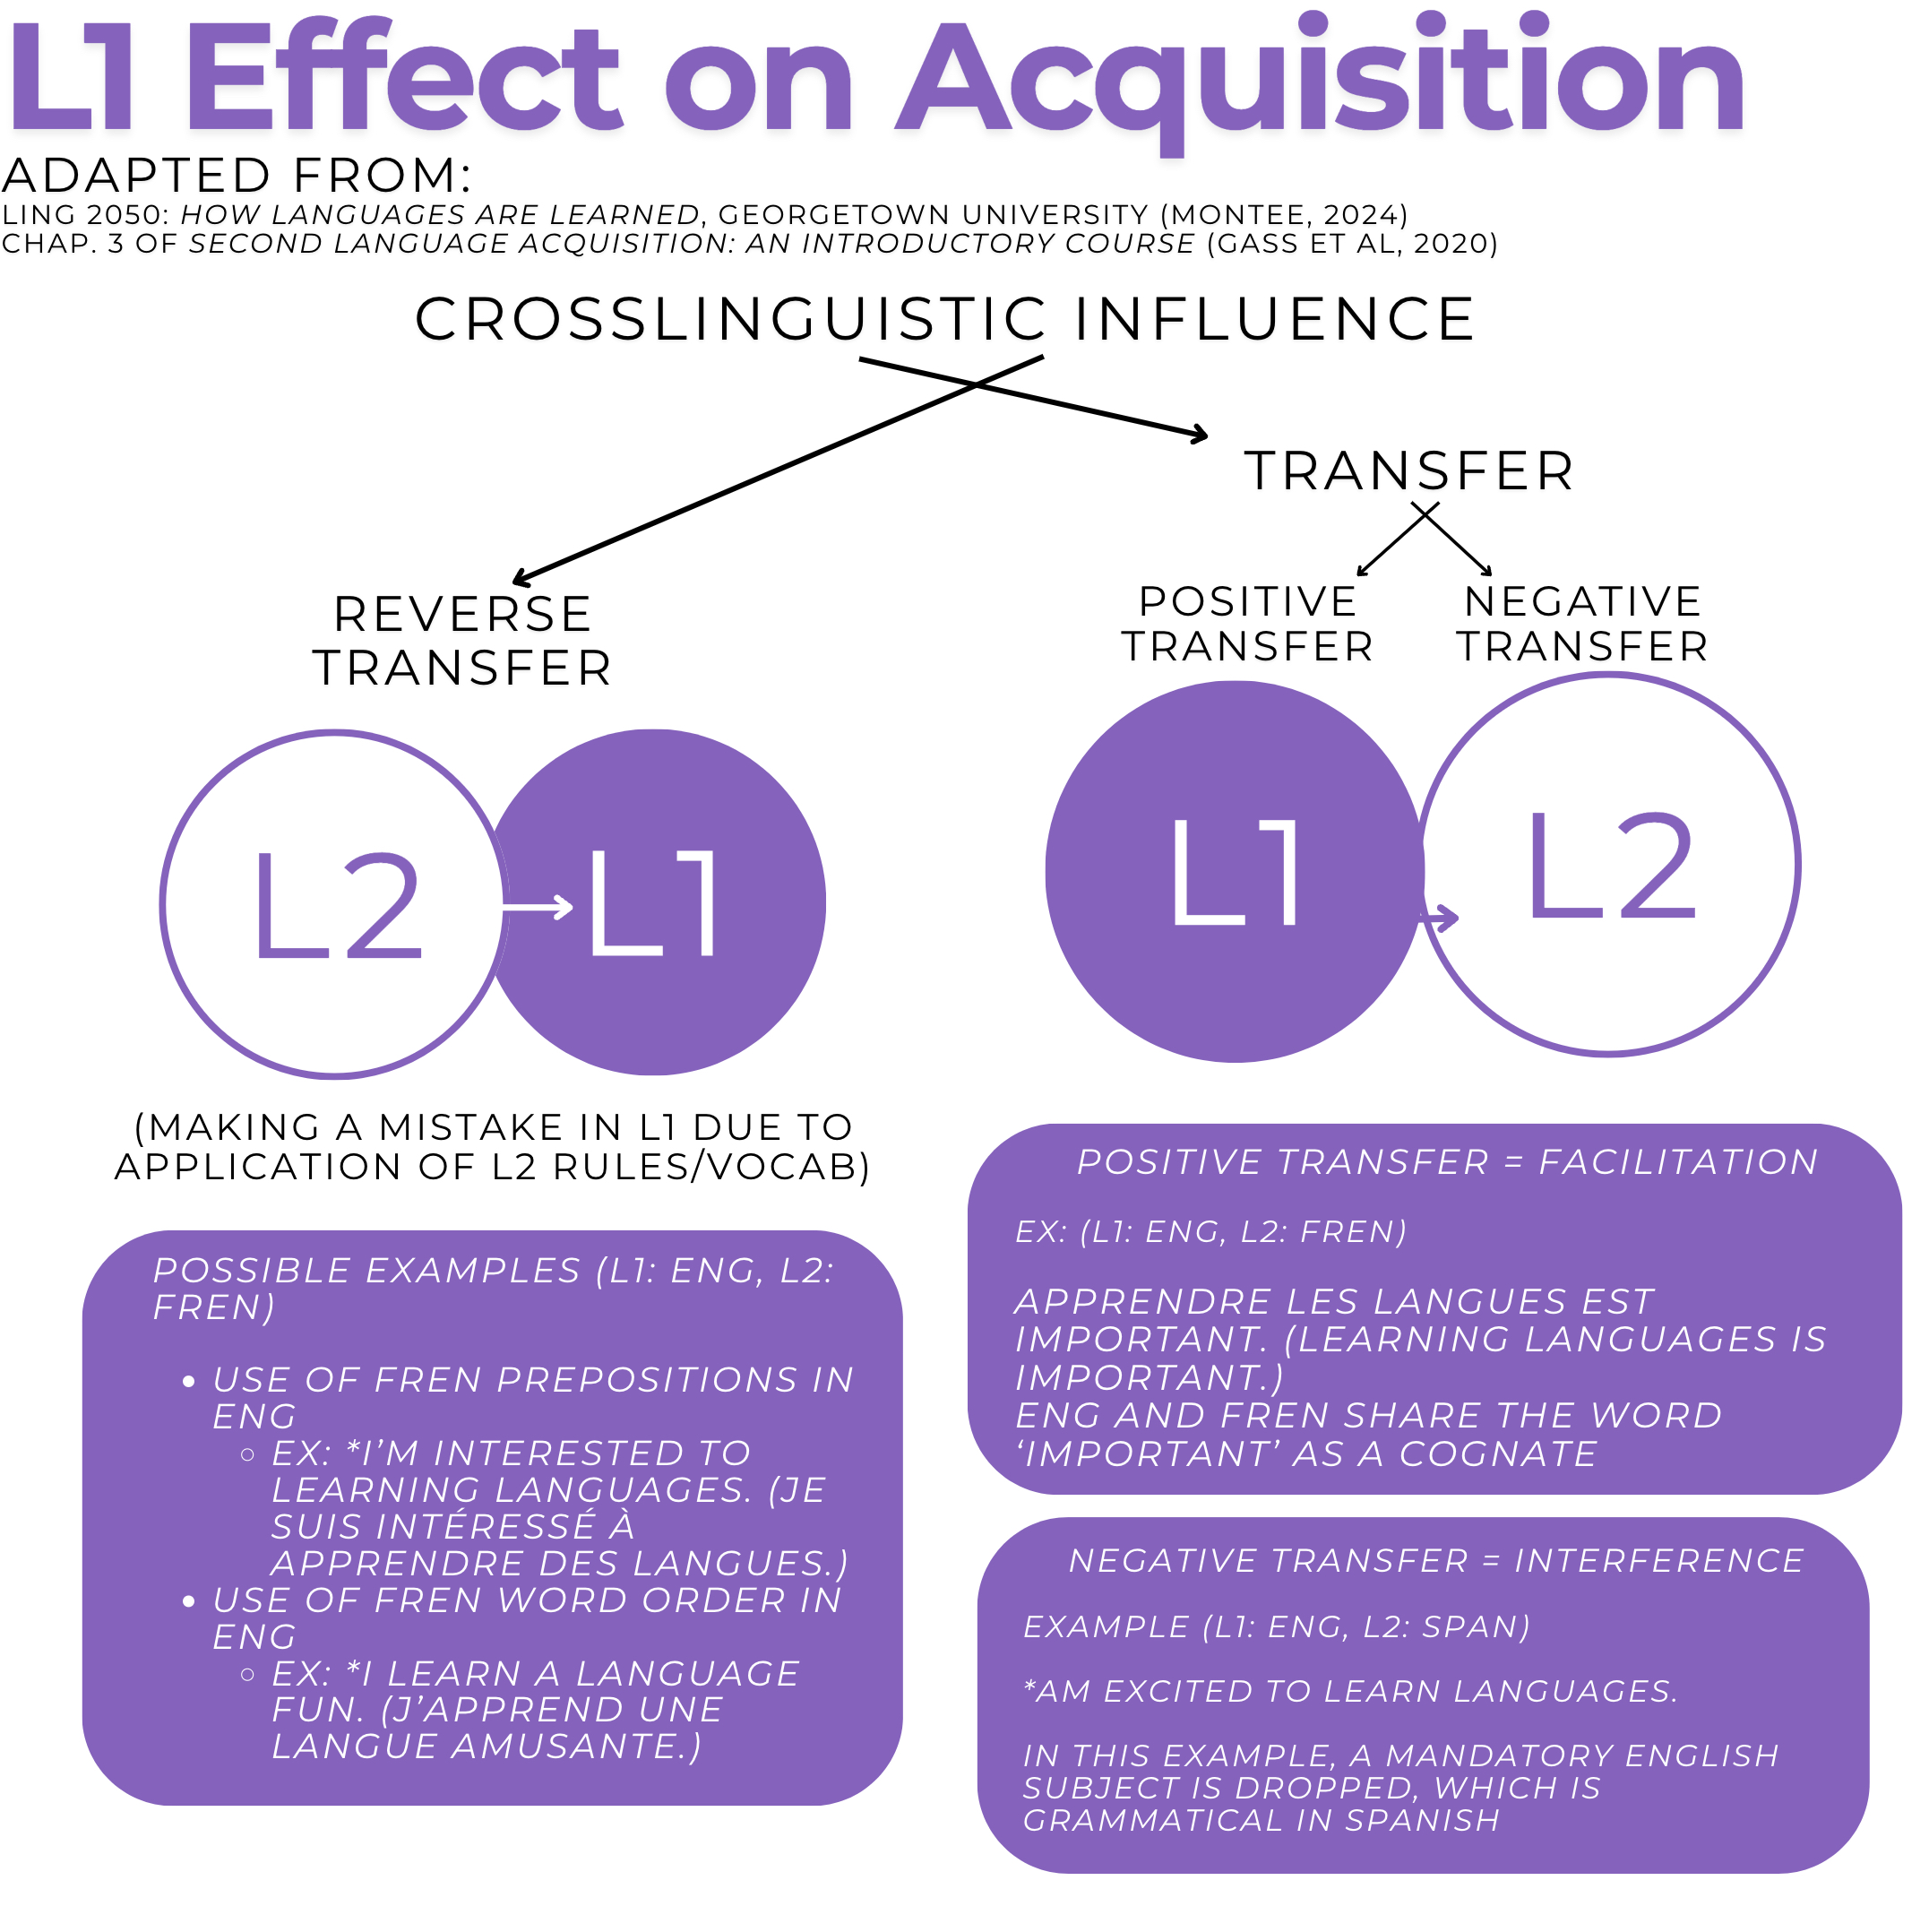 L1 Effect on Acquisition
ADAPTED FROM:
LING 2050: HOW LANGUAGES ARE LEARNED, GEORGETOWN UNIVERSITY (MONTEE, 2024)
CHAP. 3 OF SECOND LANGUAGE ACQUISITION: AN INTRODUCTORY COURSE (GASS ET AL, 2020)
CROSSLINGUISTIC INFLUENCE
REVERSE
TRANSFER
L2
L1
(MAKING A MISTAKE IN L1 DUE TO
APPLICATION OF L2 RULES/VOCAB)
POSSIBLE EXAMPLES (L1: ENG, L2:
FREN)
• USE OF FREN PREPOSITIONS IN
ENG
◦ EX: *I’M INTERESTED TO
LEARNING LANGUAGES. (JE
SUIS INTÉRESSÉ À
APPRENDRE DES LANGUES.)
• USE OF FREN WORD ORDER IN
ENG
◦ EX: *I LEARN A LANGUAGE
FUN. (J’APPREND UNE
LANGUE AMUSANTE.)
TRANSFER
POSITIVE
TRANSFER
NEGATIVE
TRANSFER
L1
L2
POSITIVE TRANSFER = FACILITATION
EX: (L1: ENG, L2: FREN)
APPRENDRE LES LANGUES EST
IMPORTANT. (LEARNING LANGUAGES IS
IMPORTANT.)
ENG AND FREN SHARE THE WORD
‘IMPORTANT’ AS A COGNATE
NEGATIVE TRANSFER = INTERFERENCE
EXAMPLE (L1: ENG, L2: SPAN)
*AM EXCITED TO LEARN LANGUAGES.
IN THIS EXAMPLE, A MANDATORY ENGLISH
SUBJECT IS DROPPED, WHICH IS
GRAMMATICAL IN SPANISH